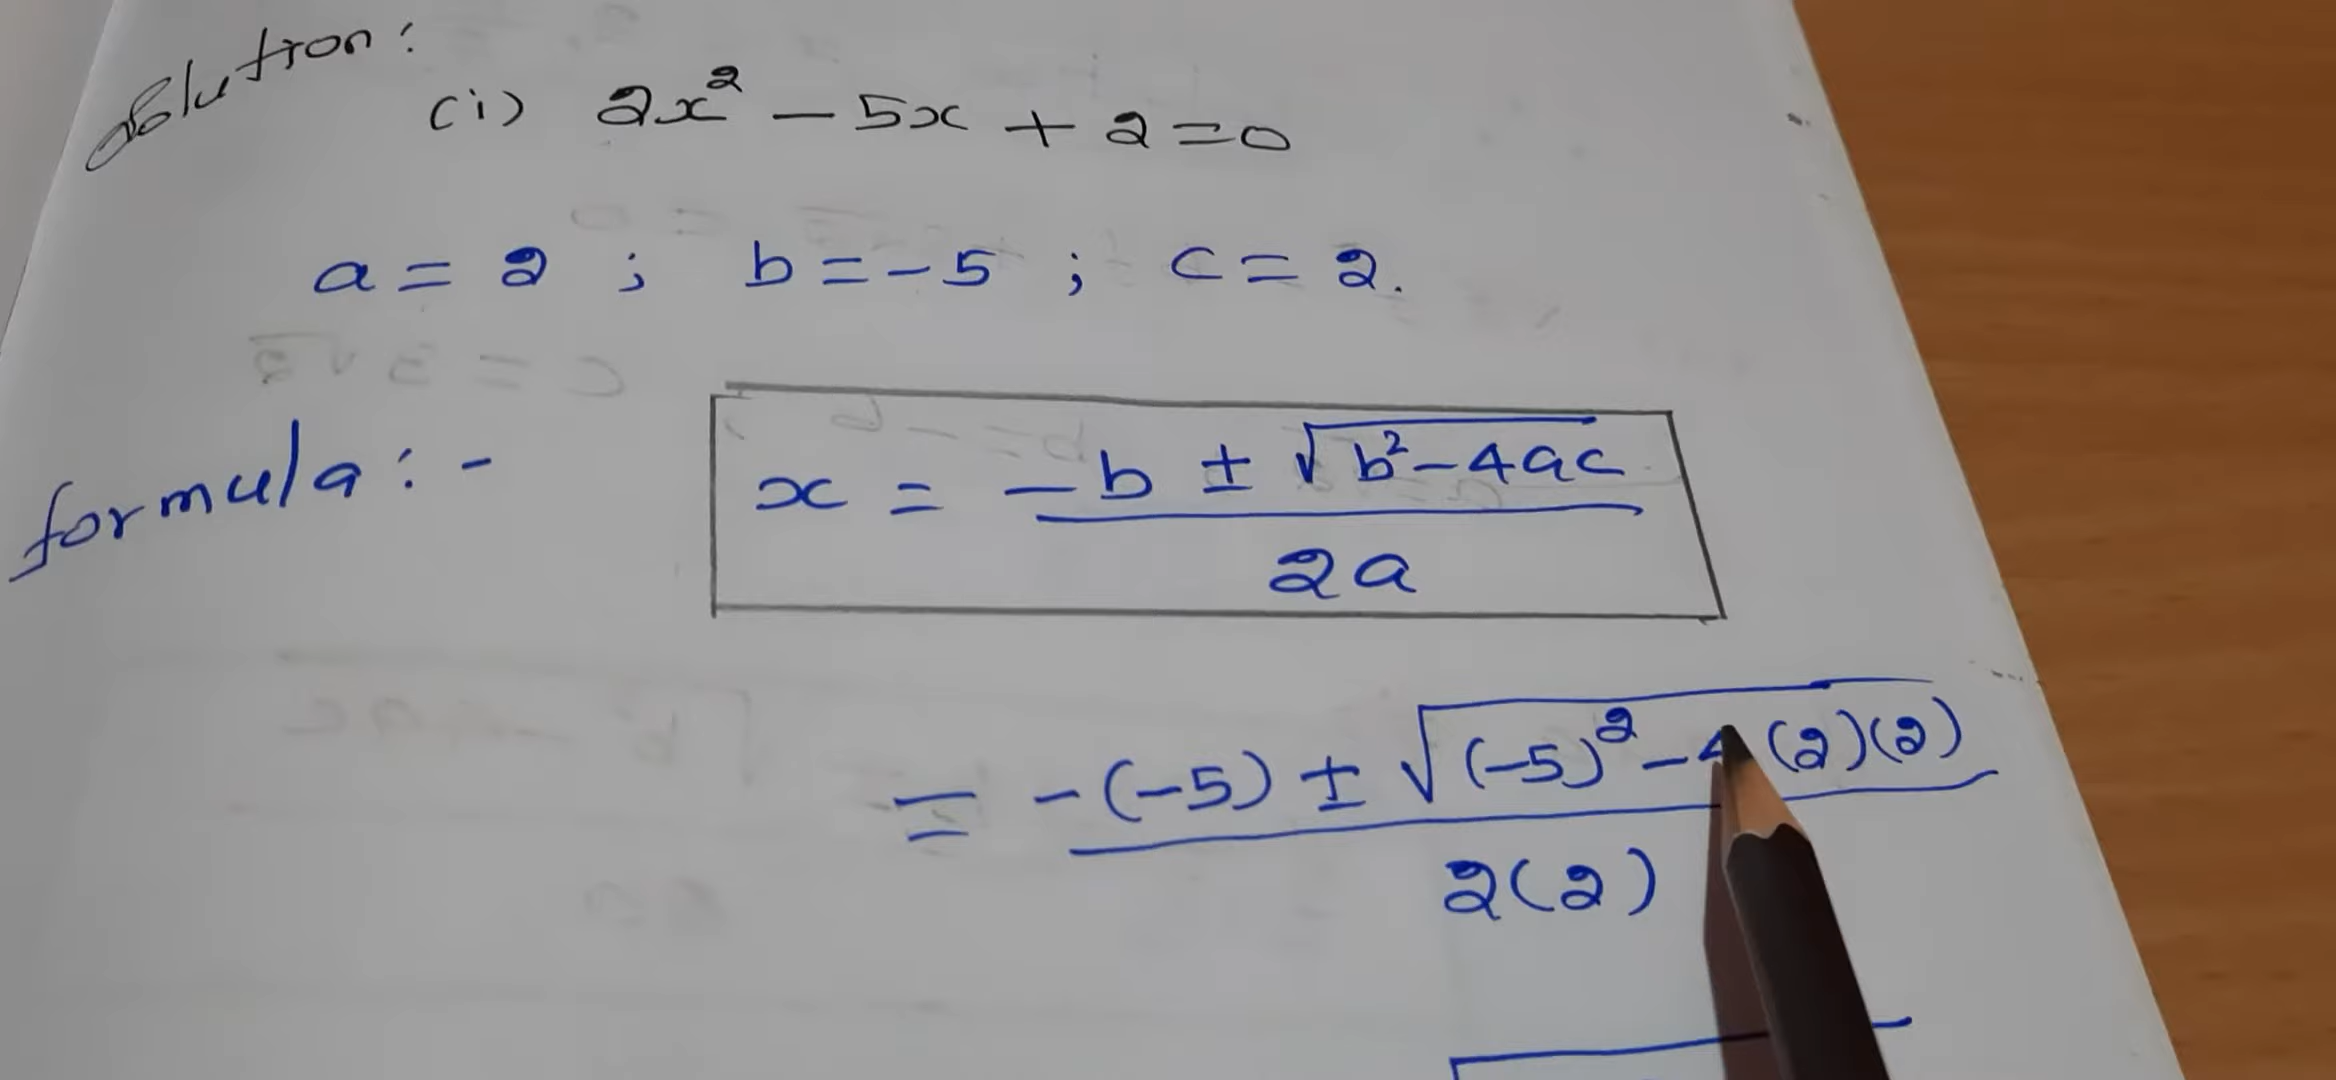 Solution:
(i) 2x² - 5x + 2 = 0
a = 2 ; b = -5 ; c = 2.
formula : -
x = -b ± √(b² - 4ac) / 2a
= -(-5) ± √((-5)² - 4(2)(2)) / 2(2)